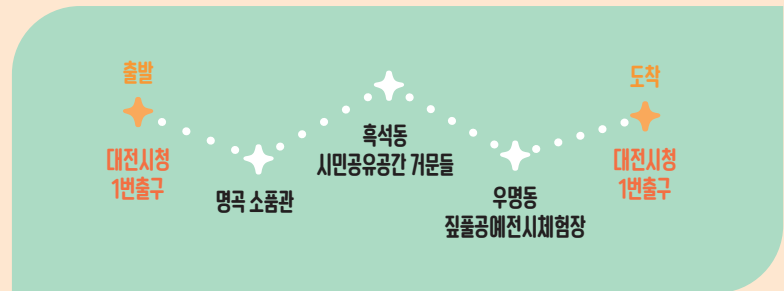 출발
대전시청
1번출구
명곡 소품관
흑석동
시민공유공간 거문들
우명동
짚풀공예전시체험장
도착
대전시청
1번출구